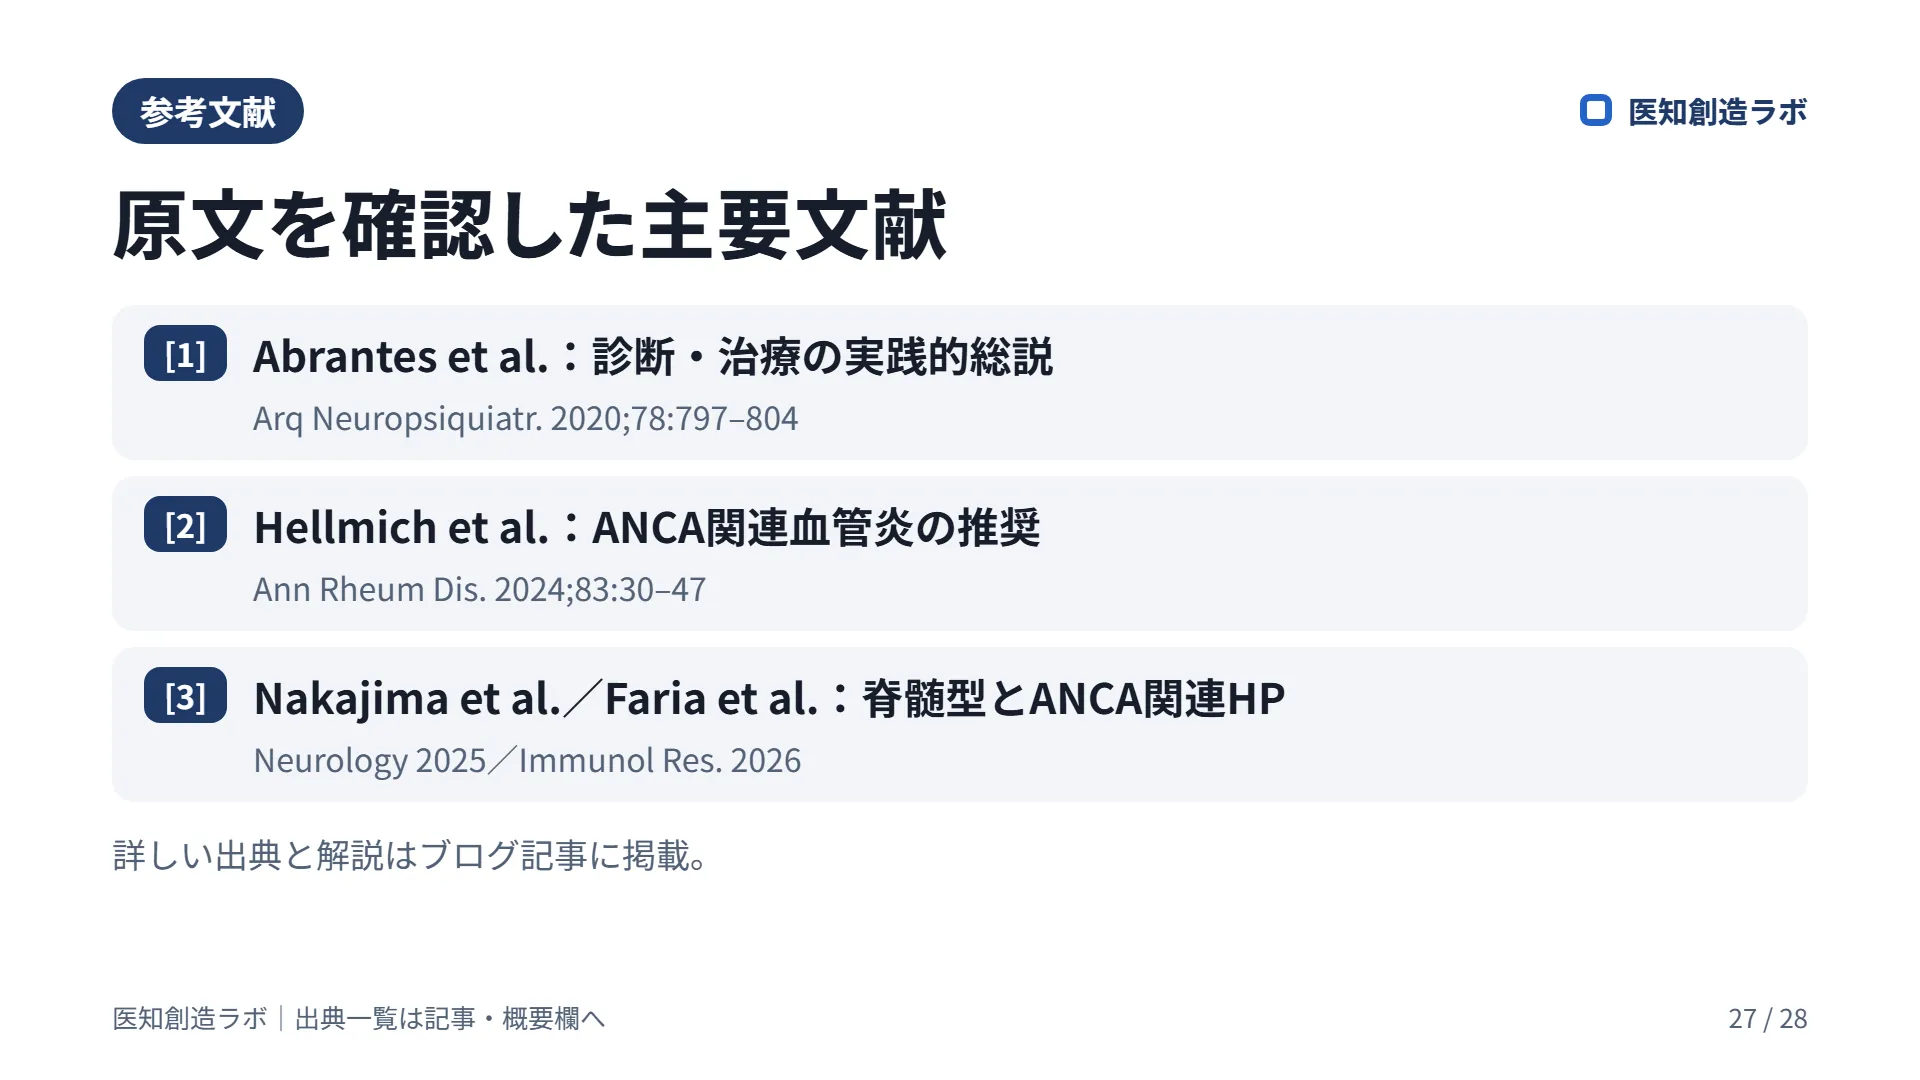 参考文献
医知創造ラボ
原文を確認した主要文献
[1] Abrantes et al.：診断・治療の実践的総説
Arq Neuropsiquiatr. 2020;78:797–804
[2] Hellmich et al.：ANCA関連血管炎の推奨
Ann Rheum Dis. 2024;83:30–47
[3] Nakajima et al.／Faria et al.：脊髄型とANCA関連HP
Neurology 2025／Immunol Res. 2026
詳しい出典と解説はブログ記事に掲載。
医知創造ラボ｜出典一覧は記事・概要欄へ
27 / 28